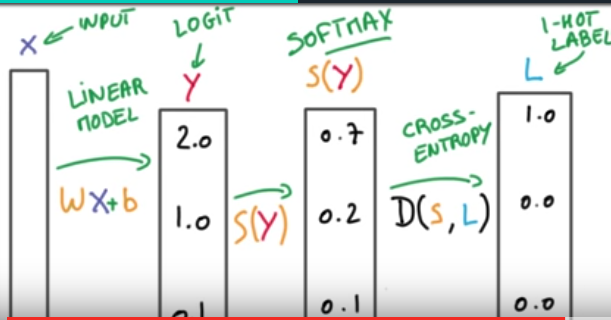 INPUT
X
LOGIT
Y
SOFTMAX
S(Y)
1-HOT
LABEL
L
LINEAR
MODEL
WX+b
2.0
1.0
S(Y)
0.7
0.2
0.1
CROSS-
ENTROPY
D(S,L)
1.0
0.0
0.0